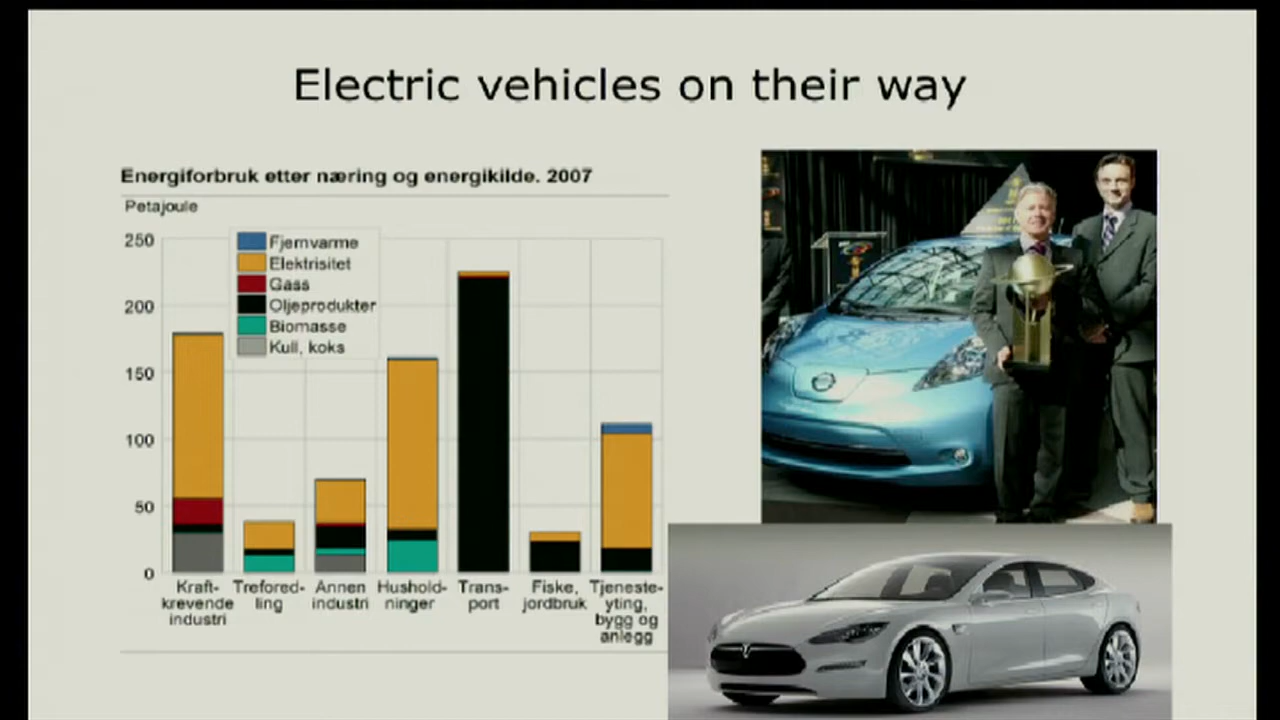 Electric vehicles on their way
Energiforbruk etter næring og energikilde. 2007
Petajoule
250
200
150
100
50
0
Fjernvarme
Elektrisitet
Gass
Oljeprodukter
Biomasse
Kull, koks
Kraft-
krevende
industri
Trefored-
ling
Annen
industri
Hushold-
ninger
Trans-
port
Fiske,
jordbruk
Tjeneste-
yting,
bygg og
anlegg